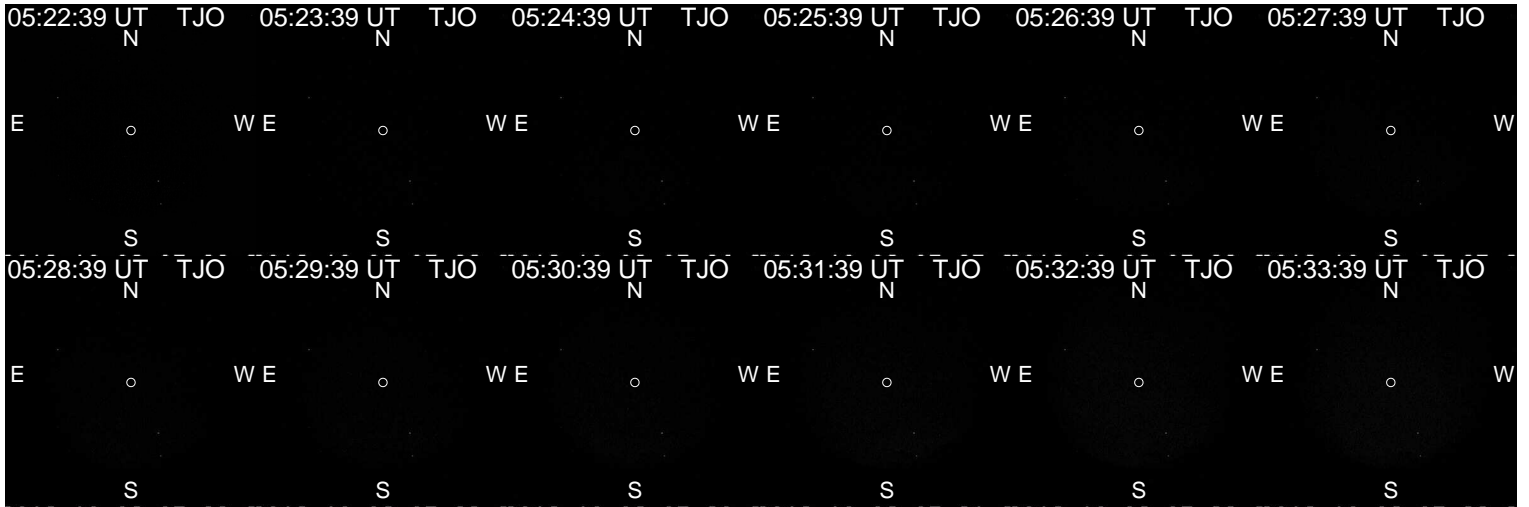 05:22:39 UT TJO 05:23:39 UT TJO 05:24:39 UT TJO 05:25:39 UT TJO 05:26:39 UT TJO 05:27:39 UT TJO
N N N N N N
E W E W E W E W E W E W
S S S S S S
05:28:39 UT TJO 05:29:39 UT TJO 05:30:39 UT TJO 05:31:39 UT TJO 05:32:39 UT TJO 05:33:39 UT TJO
N N N N N N
E W E W E W E W E W E W
S S S S S S